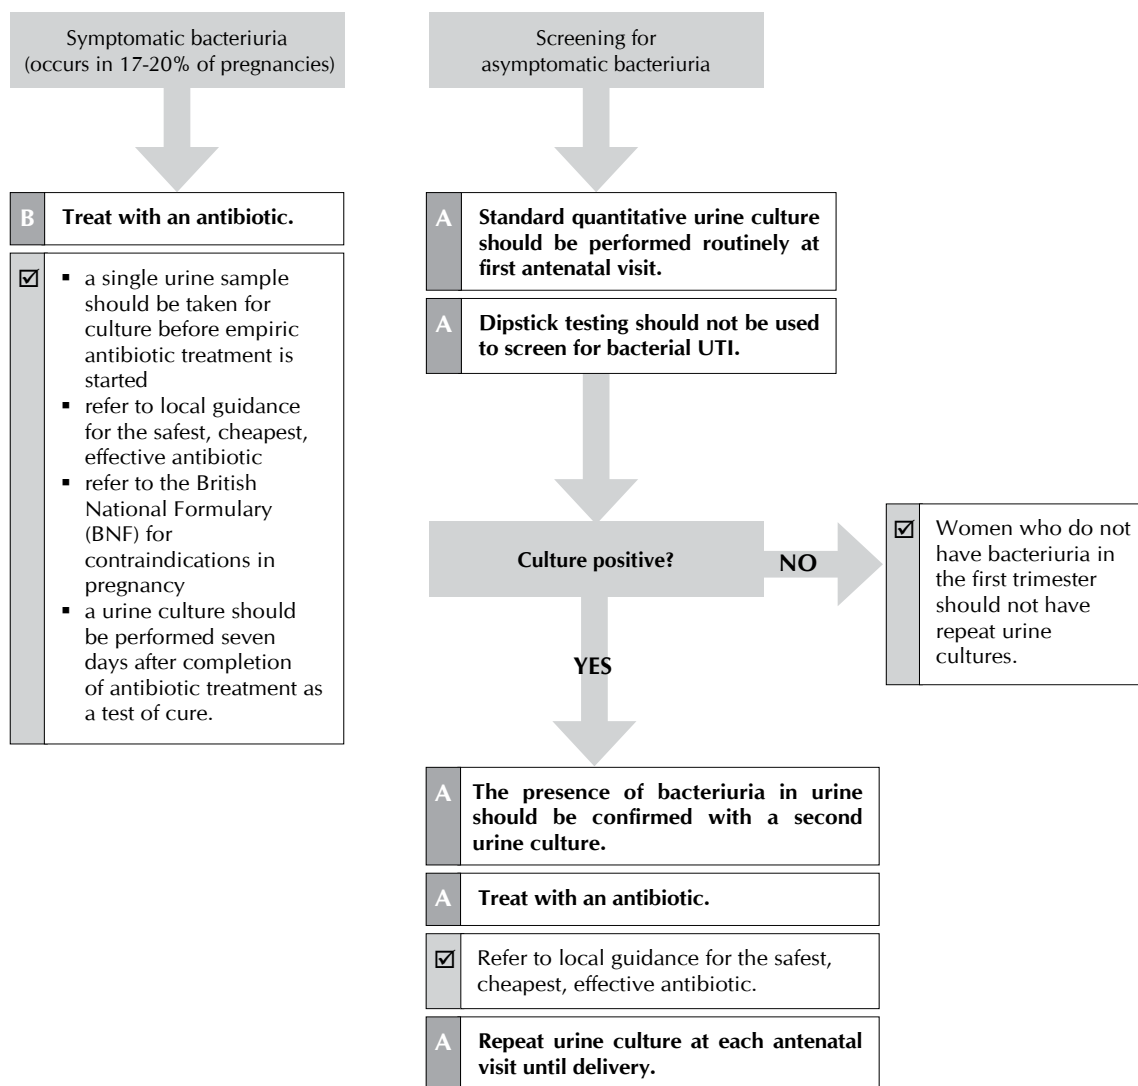 Symptomatic bacteriuria
(occurs in 17-20% of pregnancies)
B
Treat with an antibiotic.
☑
▪ a single urine sample
should be taken for
culture before empiric
antibiotic treatment is
started
▪ refer to local guidance
for the safest, cheapest,
effective antibiotic
▪ refer to the British
National Formulary
(BNF) for
contraindications in
pregnancy
▪ a urine culture should
be performed seven
days after completion
of antibiotic treatment as
a test of cure.
Screening for
asymptomatic bacteriuria
A
Standard quantitative urine culture
should be performed routinely at
first antenatal visit.
A
Dipstick testing should not be used
to screen for bacterial UTI.
Culture positive?
NO
☑
Women who do not
have bacteriuria in
the first trimester
should not have
repeat urine
cultures.
YES
A
The presence of bacteriuria in urine
should be confirmed with a second
urine culture.
A
Treat with an antibiotic.
☑
Refer to local guidance for the safest,
cheapest, effective antibiotic.
A
Repeat urine culture at each antenatal
visit until delivery.